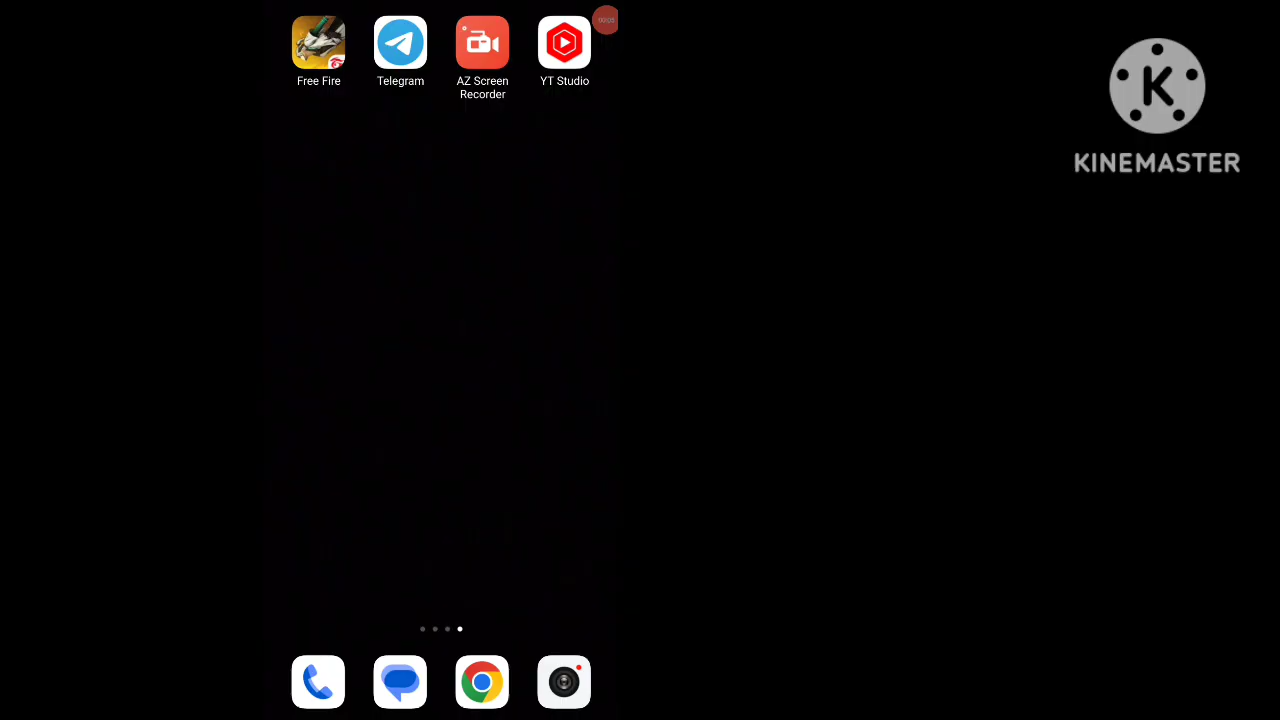 Free Fire
Telegram
AZ Screen
Recorder
YT Studio
K
KINEMASTER